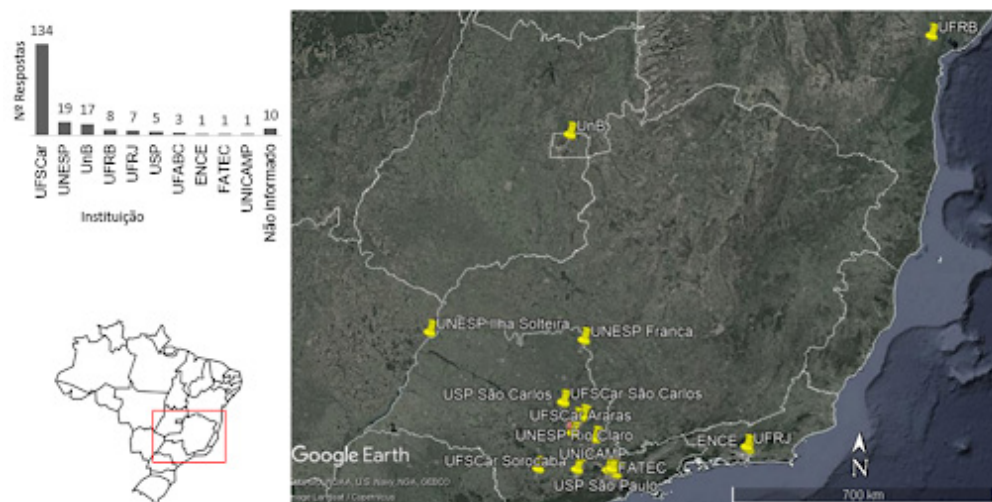 134
19
17
8
7
5
3
1
1
1
10
Nº Respostas
UFSCar
UNESP
UnB
UFRB
UFRJ
USP
UFABC
ENCE
FATEC
UNICAMP
Não informado
Instituição
UFRB
UnB
UNESP Ilha Solteira
UNESP Franca
USP São Carlos
UFSCar São Carlos
UFSCar Araras
UNESP Rio Claro
UNICAMP
ENCE
UFRJ
UFSCar Sorocaba
FATEC
USP São Paulo
Google Earth
Image Landsat / Copernicus
N
700 km